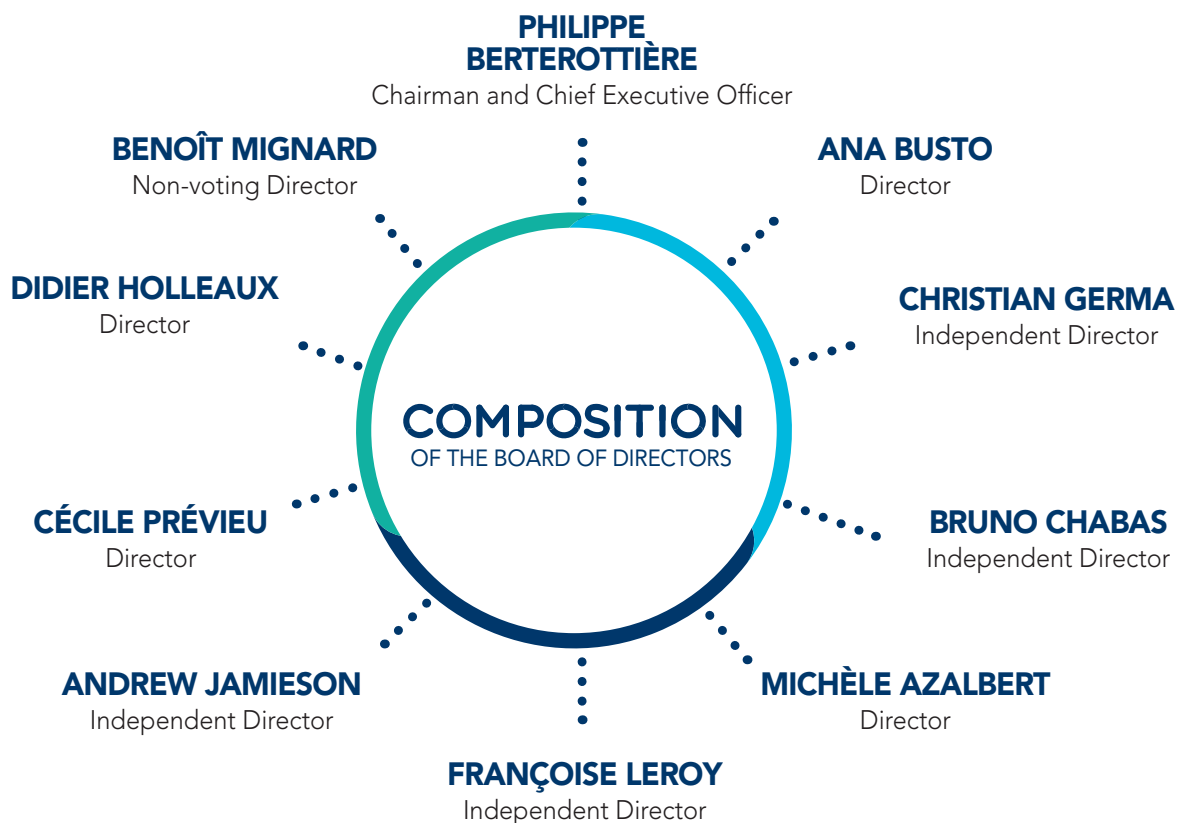 PHILIPPE
BERTEROTTIÈRE
Chairman and Chief Executive Officer
BENOÎT MIGNARD
Non-voting Director
ANA BUSTO
Director
DIDIER HOLLEAUX
Director
CHRISTIAN GERMA
Independent Director
COMPOSITION
OF THE BOARD OF DIRECTORS
CÉCILE PRÉVIEU
Director
BRUNO CHABAS
Independent Director
ANDREW JAMIESON
Independent Director
MICHÈLE AZALBERT
Director
FRANÇOISE LEROY
Independent Director